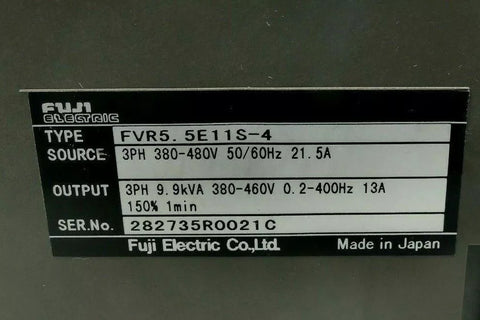 FUJI
ELECTRIC
TYPE FVR5.5E11S-4
SOURCE 3PH 380-480V 50/60Hz 21.5A
OUTPUT 3PH 9.9kVA 380-460V 0.2-400Hz 13A
150% 1min
SER.No. 282735R0021C
Fuji Electric Co.,Ltd. Made in Japan